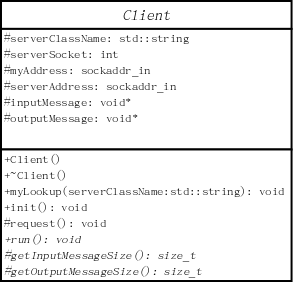 Client
#serverClassName: std::string
#serverSocket: int
#myAddress: sockaddr_in
#serverAddress: sockaddr_in
#inputMessage: void*
#outputMessage: void*
+Client()
+~Client()
+myLookup(serverClassName:std::string): void
+init(): void
#request(): void
+run(): void
#getInputMessageSize(): size_t
#getOutputMessageSize(): size_t